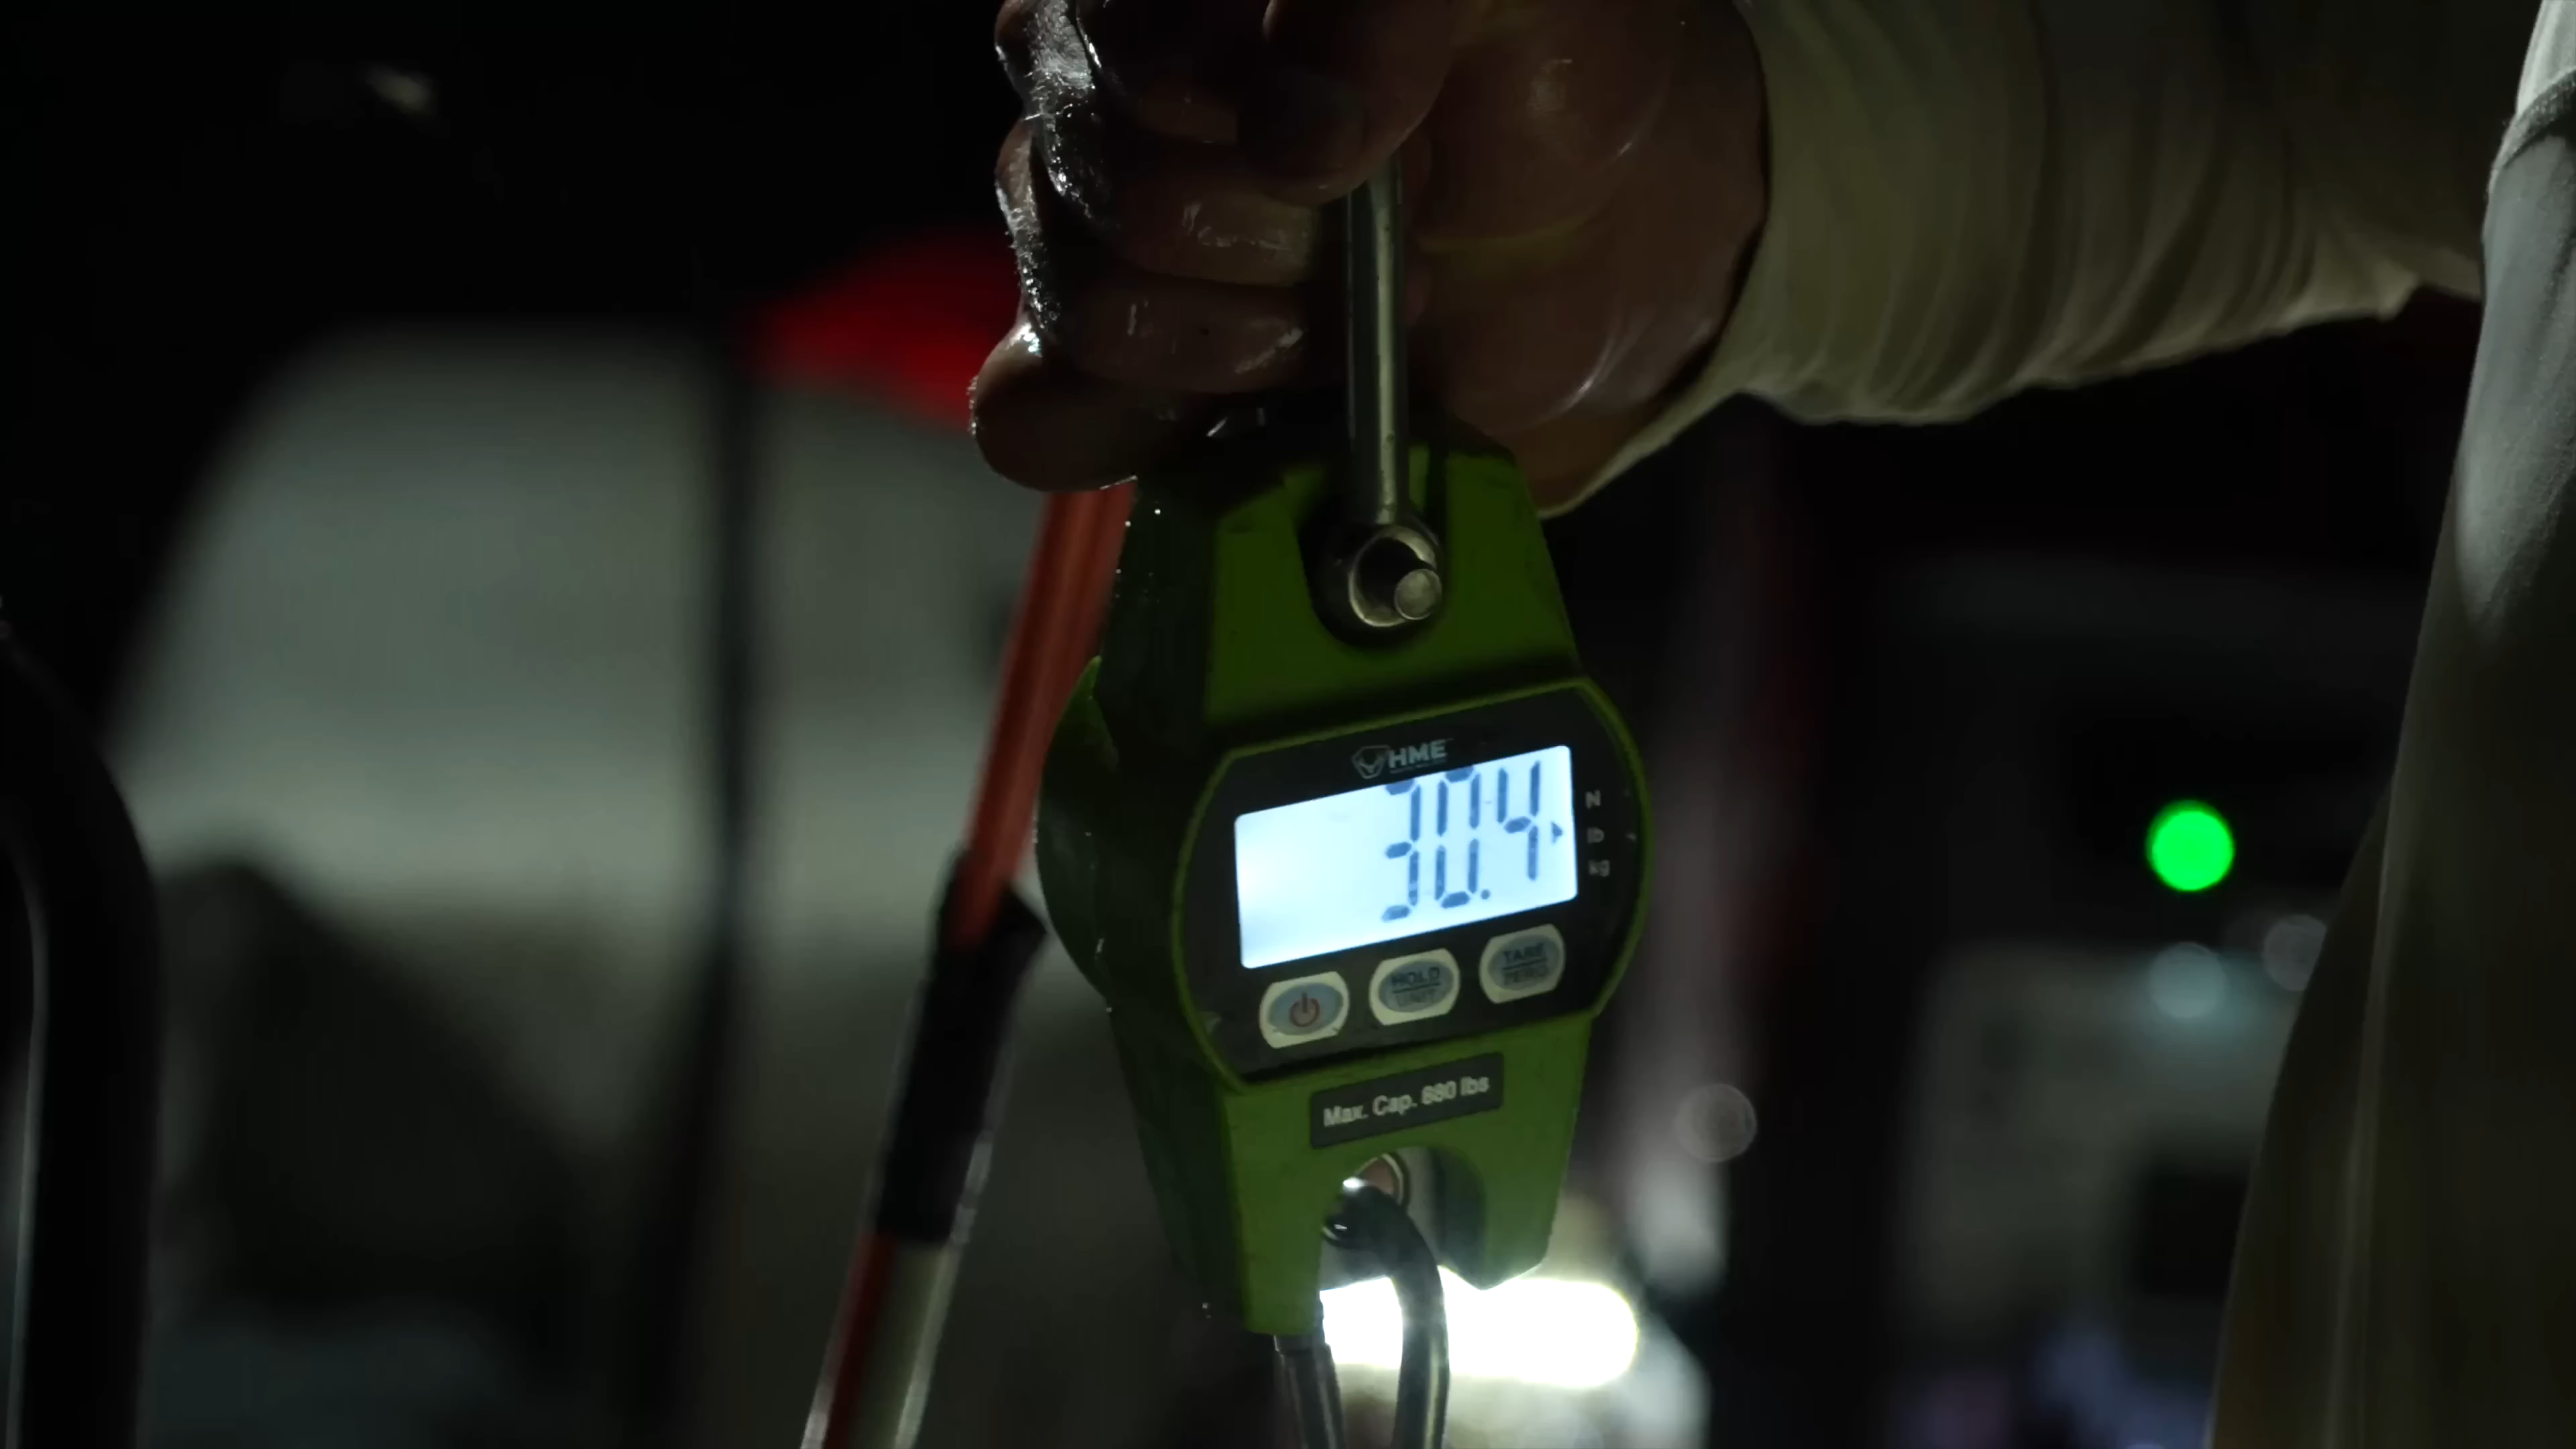 HME
30.4
N
lb
kg
HOLD
UNIT
TARE
ZERO
Max. Cap. 880 lbs